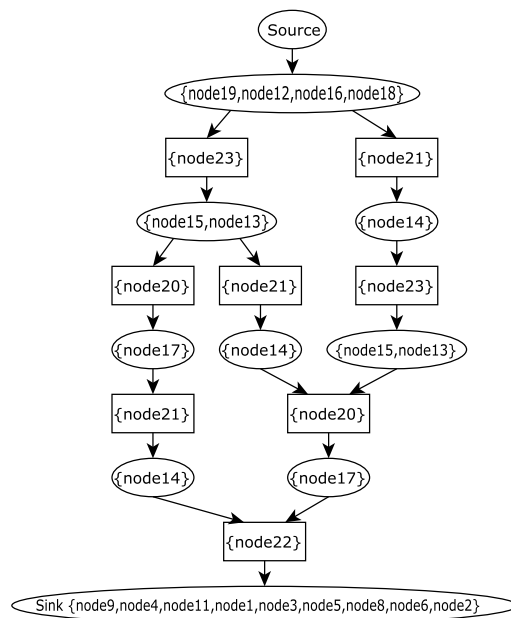 Source
{node19,node12,node16,node18}
{node23}
{node21}
{node15,node13}
{node14}
{node20}
{node21}
{node23}
{node17}
{node14}
{node15,node13}
{node21}
{node20}
{node14}
{node17}
{node22}
Sink {node9,node4,node11,node1,node3,node5,node8,node6,node2}